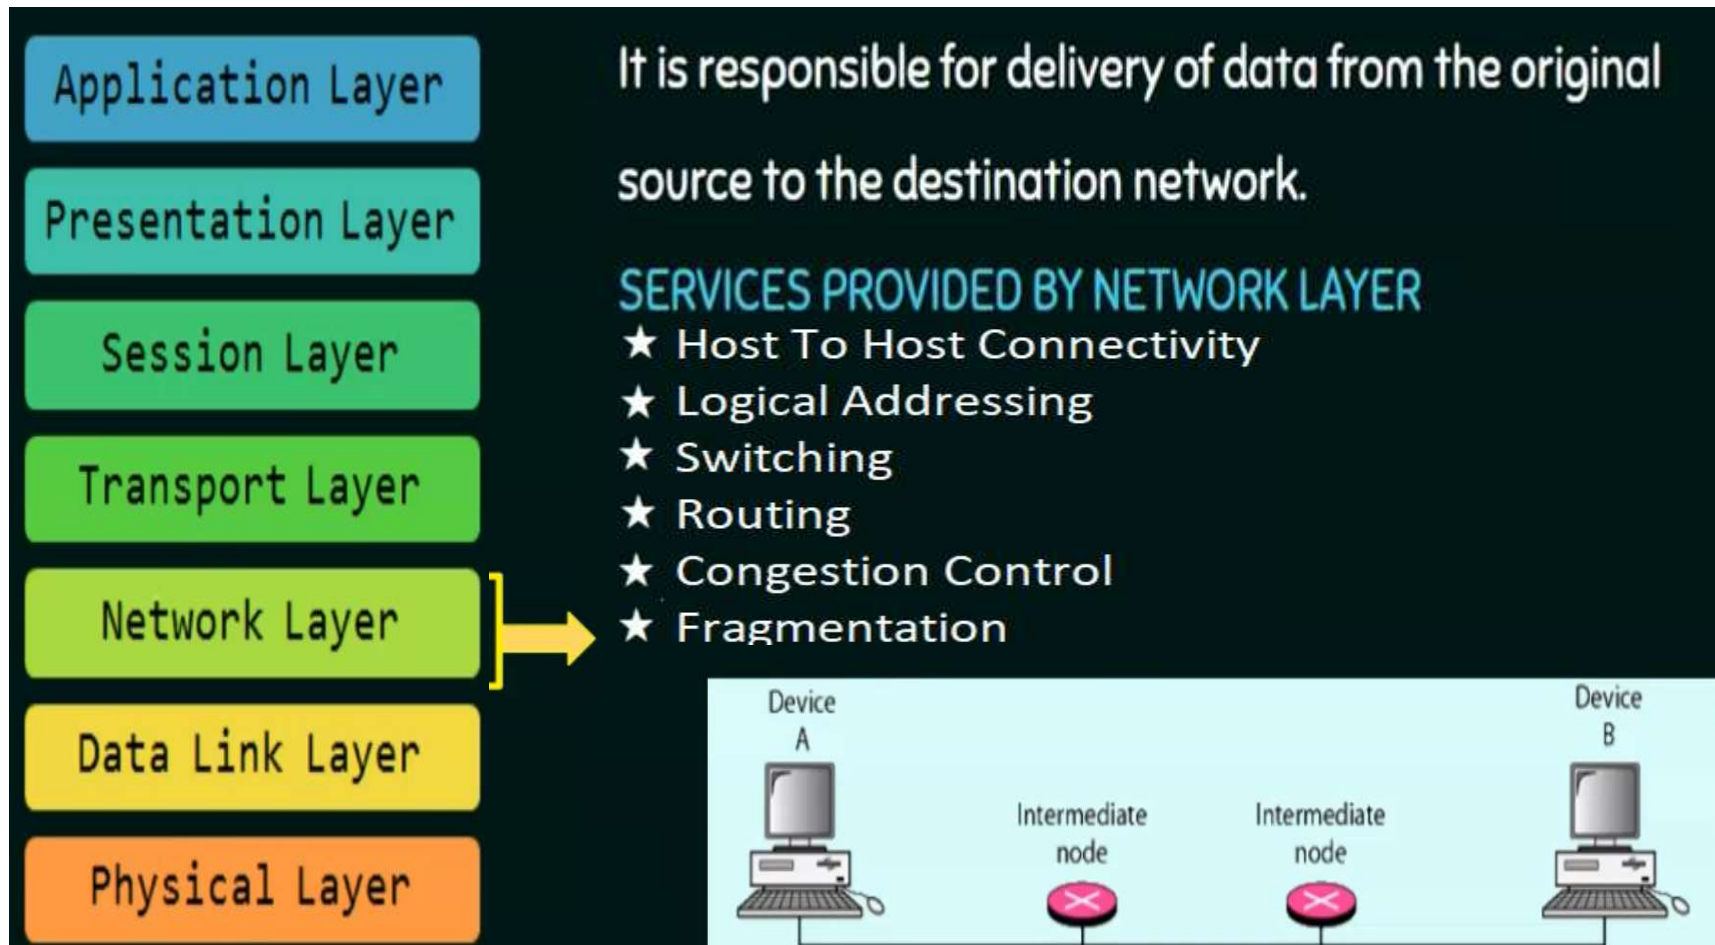 Application Layer
Presentation Layer
Session Layer
Transport Layer
Network Layer
Data Link Layer
Physical Layer
It is responsible for delivery of data from the original
source to the destination network.
SERVICES PROVIDED BY NETWORK LAYER
★ Host To Host Connectivity
★ Logical Addressing
★ Switching
★ Routing
★ Congestion Control
★ Fragmentation
Device
A
Intermediate
node
Intermediate
node
Device
B